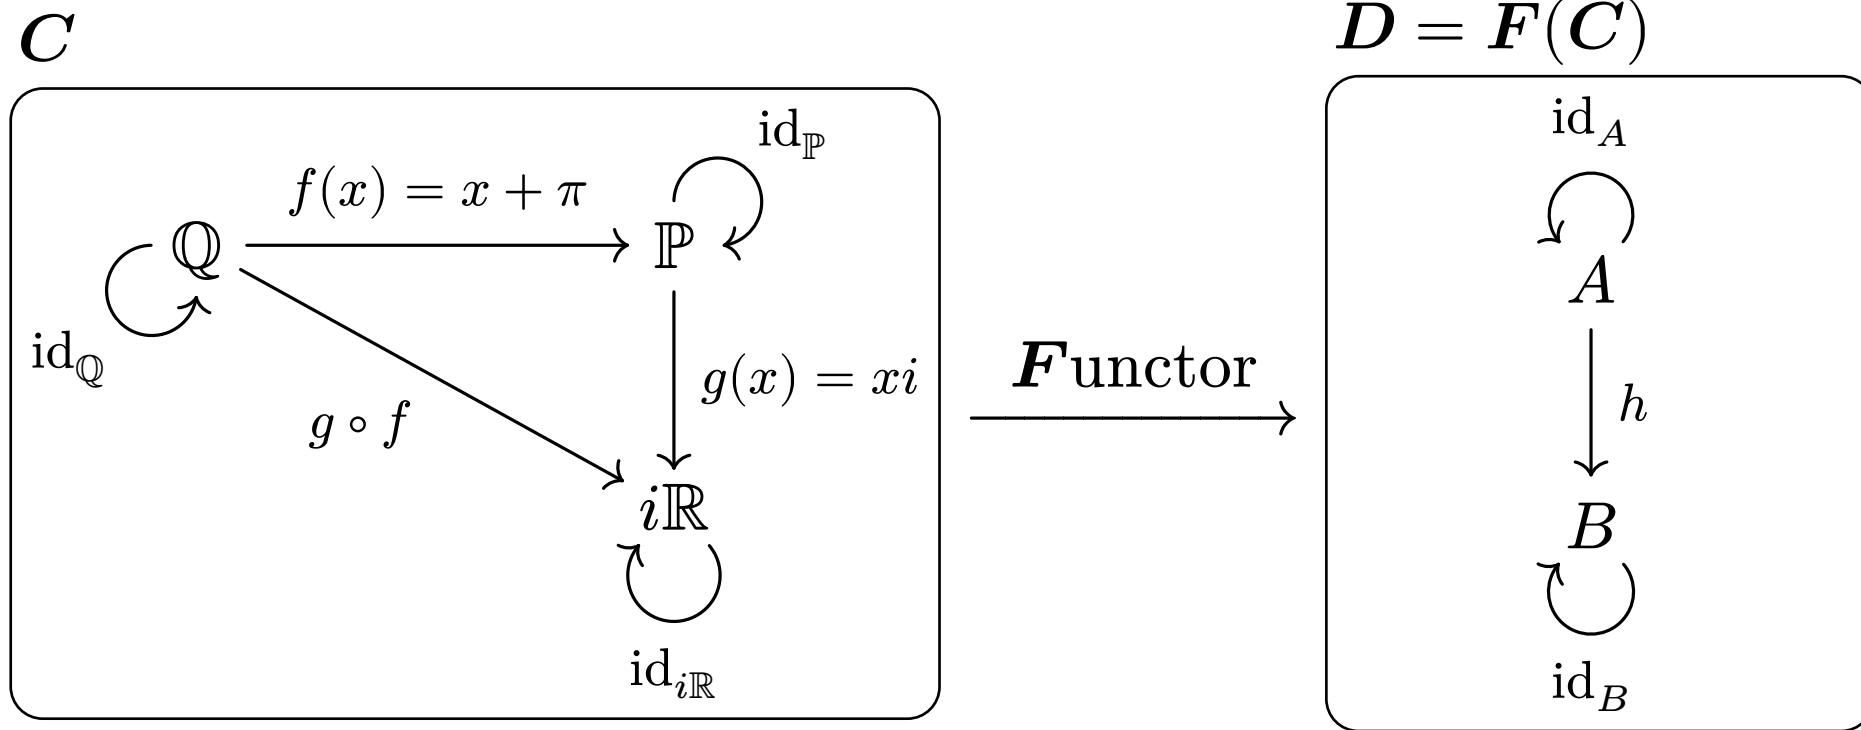 C
D = F(C)
id_ℙ
id_A
f(x) = x + π
ℚ
ℙ
A
id_ℚ
Functor
g(x) = xi
g ∘ f
h
iℝ
B
id_iℝ
id_B